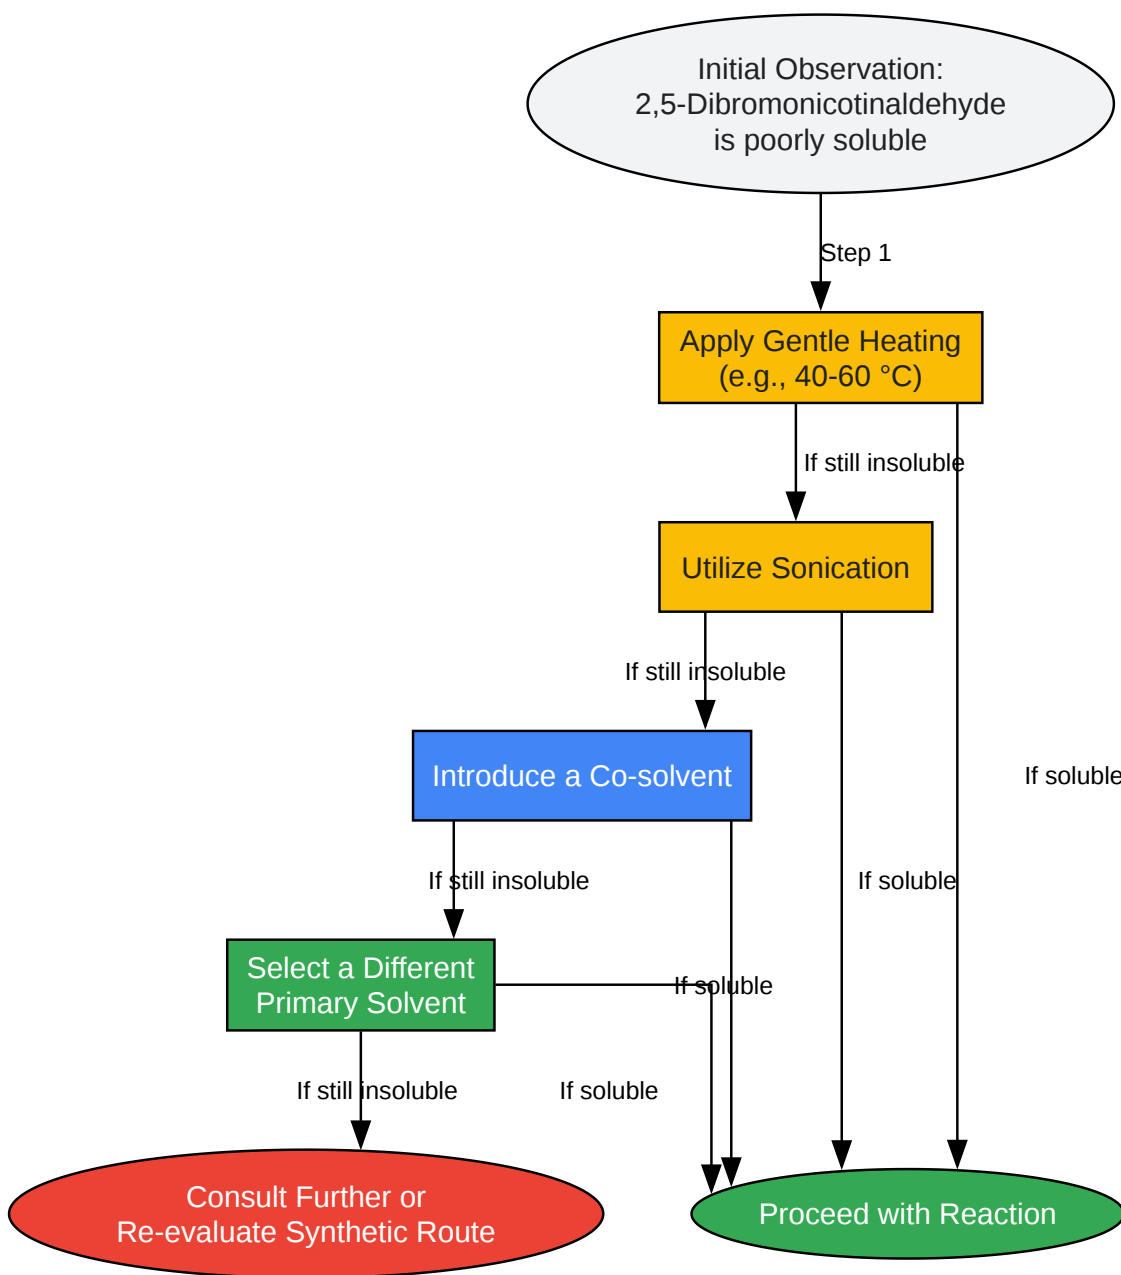 Initial Observation:
2,5-Dibromonicotinaldehyde
is poorly soluble
Step 1
Apply Gentle Heating
(e.g., 40-60 °C)
If still insoluble
Utilize Sonication
If still insoluble
Introduce a Co-solvent
If soluble
If still insoluble
If soluble
Select a Different
Primary Solvent
If soluble
If still insoluble
If soluble
Consult Further or
Re-evaluate Synthetic Route
Proceed with Reaction